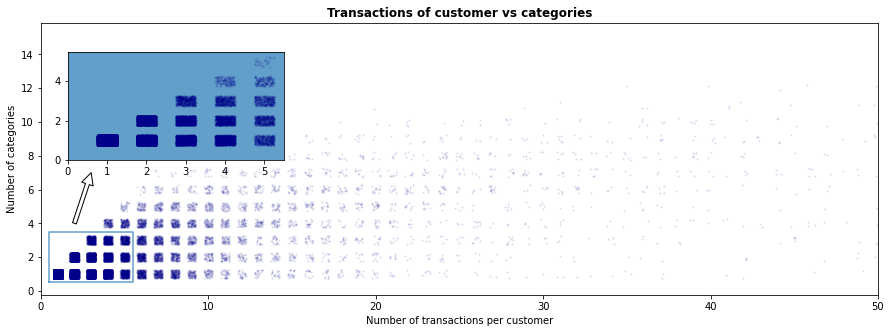 Transactions of customer vs categories
14
12
10
8
6
4
2
0
Number of categories
4
2
0
0 1 2 3 4 5
0 10 20 30 40 50
Number of transactions per customer